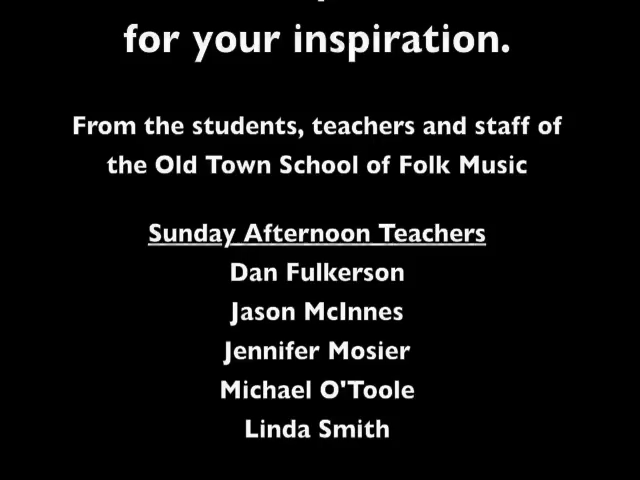 for your inspiration.
From the students, teachers and staff of
the Old Town School of Folk Music
Sunday Afternoon Teachers
Dan Fulkerson
Jason McInnes
Jennifer Mosier
Michael O'Toole
Linda Smith